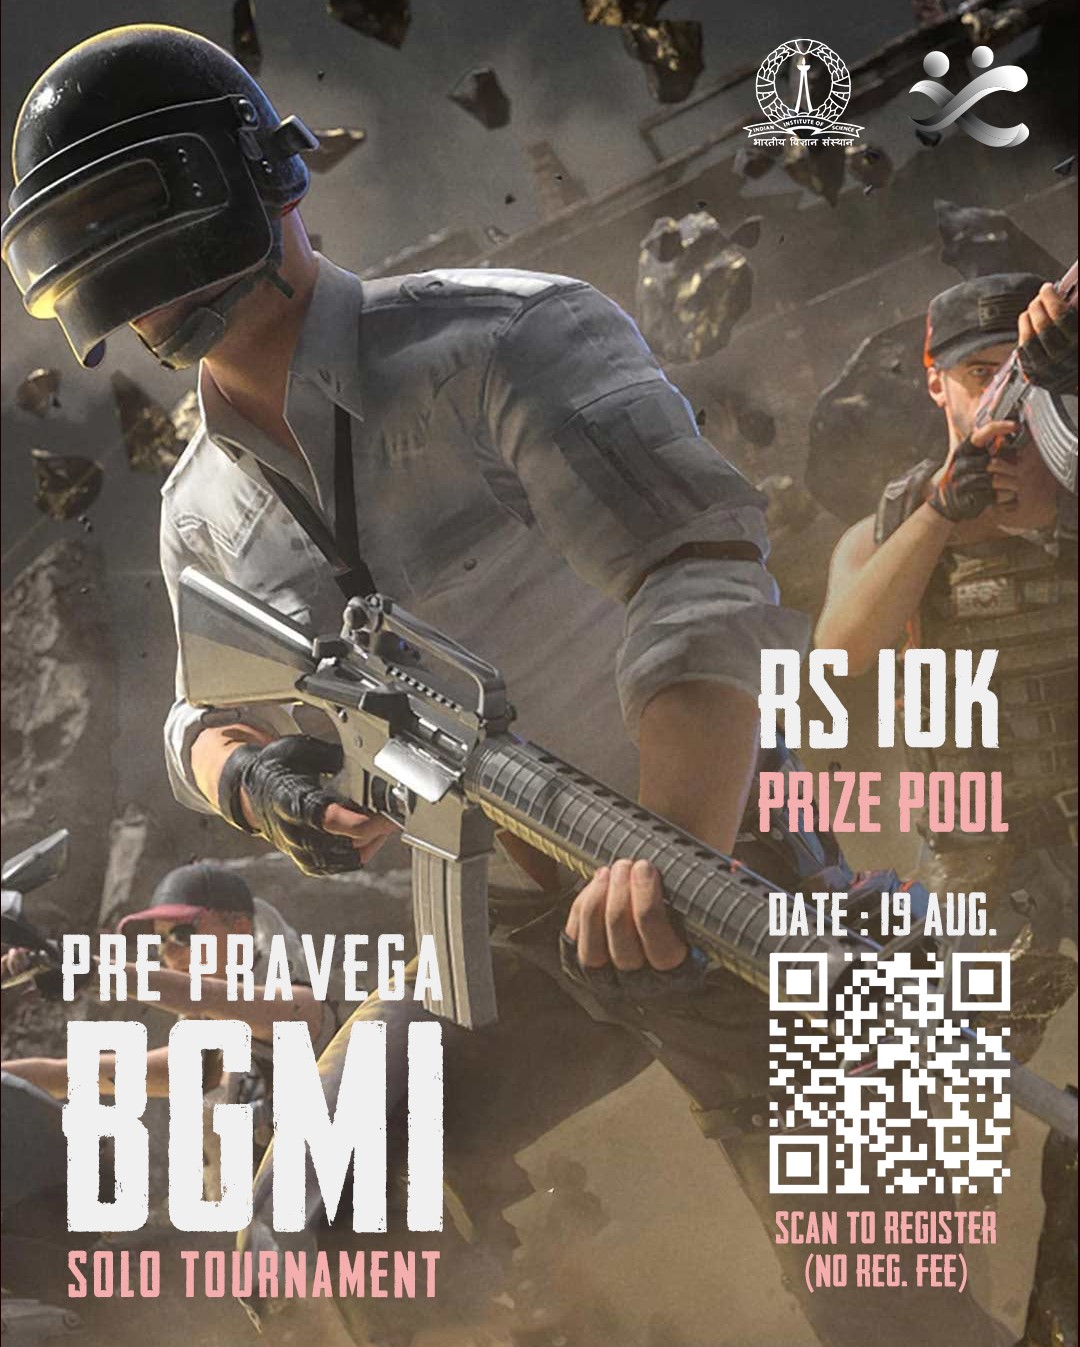 INDIAN INSTITUTE OF SCIENCE
भारतीय विज्ञान संस्थान
RS 10K
PRIZE POOL
DATE : 19 AUG.
PRE PRAVEGA
BGMI
SOLO TOURNAMENT
SCAN TO REGISTER
(NO REG. FEE)